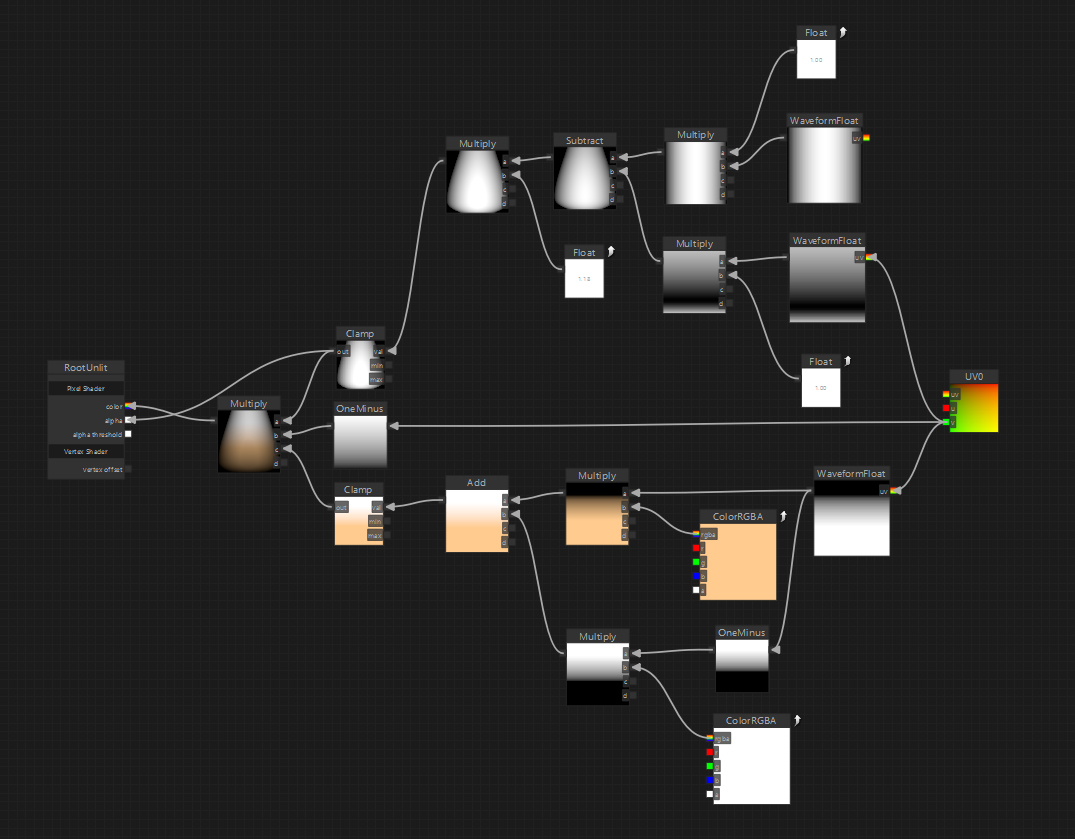 Float
1.00
WaveformFloat
uv
Multiply
a
b
c
d
Subtract
a
b
c
d
Multiply
a
b
c
d
WaveformFloat
uv
Multiply
a
b
c
d
Float
Float
1.00
Clamp
out
val
min
max
RootUnlit
Pixel Shader
color
alpha
alpha threshold
Vertex Shader
vertex offset
Multiply
a
b
c
d
OneMinus
UV0
uv
u
v
Clamp
out
val
min
max
Add
a
b
c
d
Multiply
a
b
c
d
WaveformFloat
uv
ColorRGBA
rgba
r
g
b
a
Multiply
a
b
c
d
OneMinus
ColorRGBA
rgba
r
g
b
a